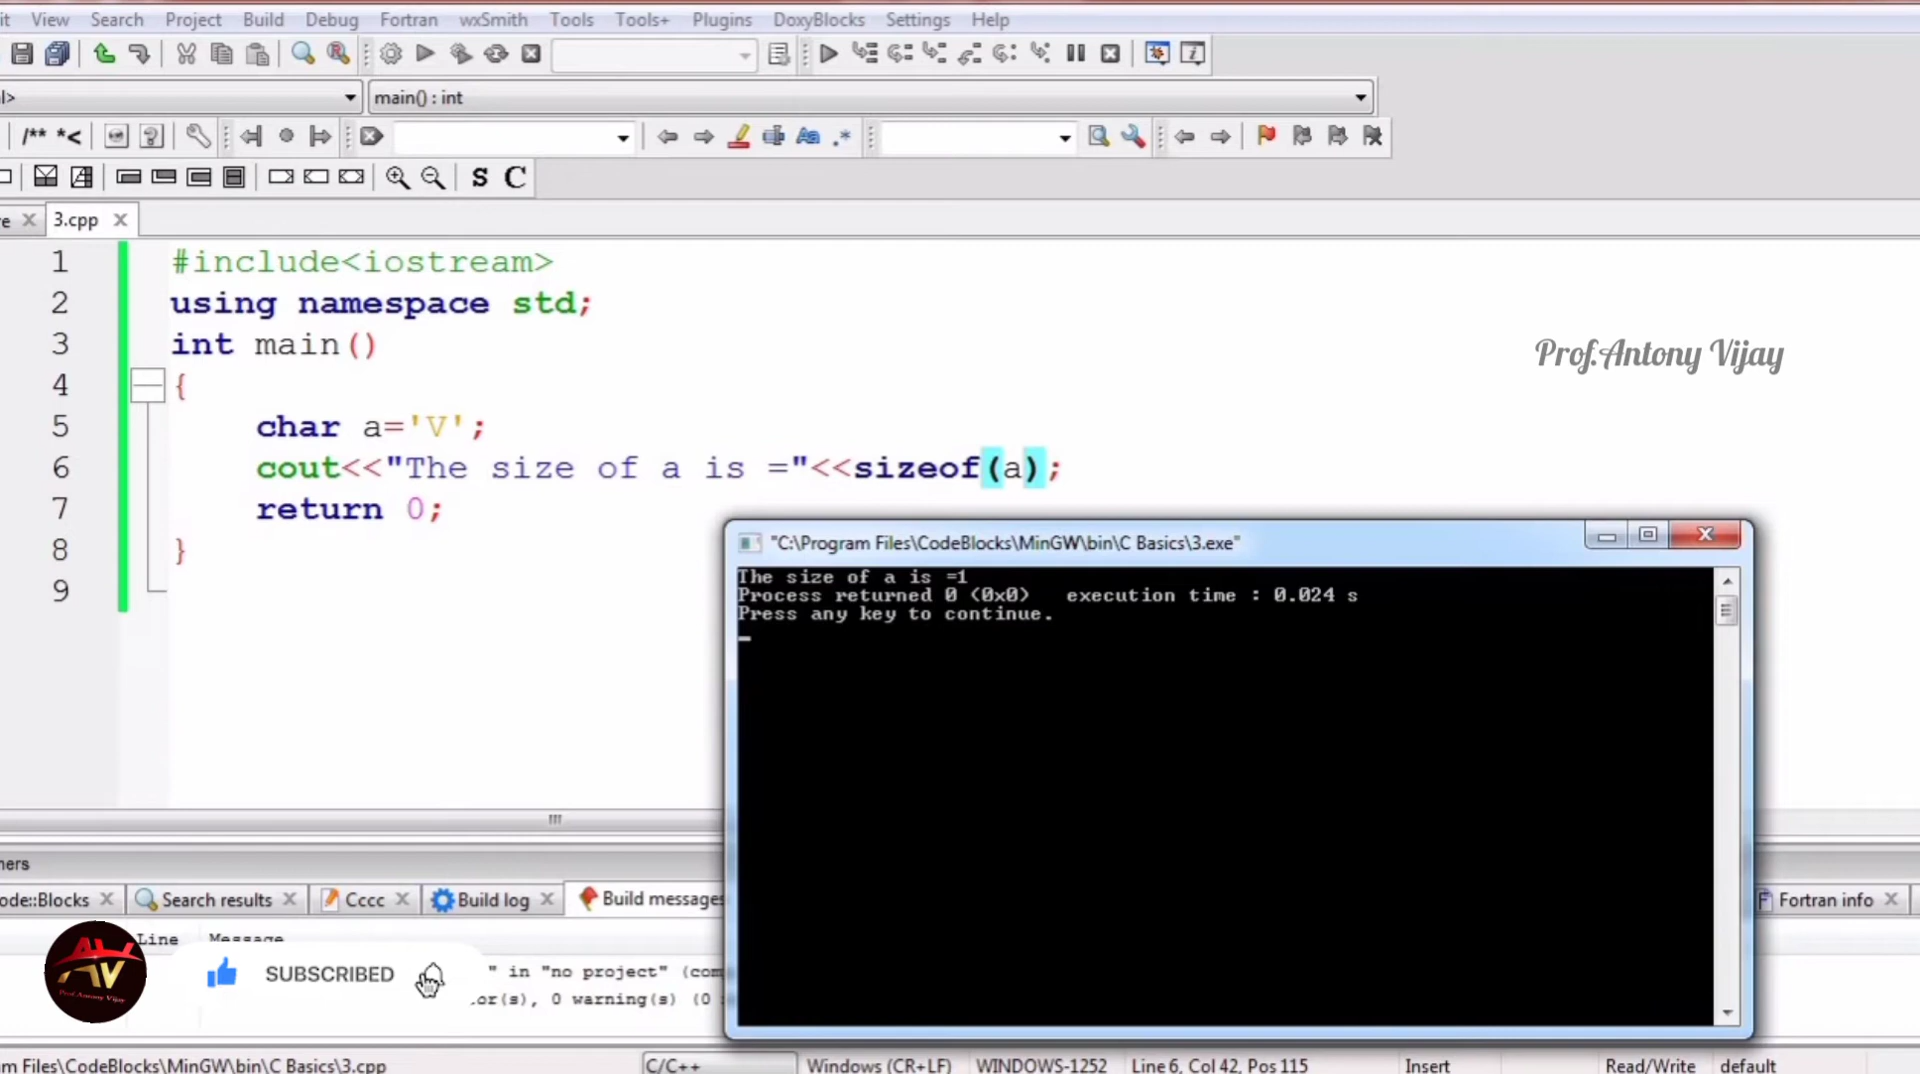 it View Search Project Build Debug Fortran wxSmith Tools Tools+ Plugins DoxyBlocks Settings Help
l> main() : int
/** *<
S C
re 3.cpp
1 #include<iostream>
2 using namespace std;
3 int main()
4 {
5 char a='V';
6 cout<<"The size of a is ="<<sizeof(a);
7 return 0;
8 }
9
Prof.Antony Vijay
"C:\Program Files\CodeBlocks\MinGW\bin\C Basics\3.exe"
The size of a is =1
Process returned 0 (0x0) execution time : 0.024 s
Press any key to continue.
ners
ode::Blocks Search results Cccc Build log Build messages Fortran info
Line Message
" in "no project" (com
or(s), 0 warning(s) (0
AV
Prof.Antony Vijay
SUBSCRIBED
m Files\CodeBlocks\MinGW\bin\C Basics\3.cpp C/C++ Windows (CR+LF) WINDOWS-1252 Line 6, Col 42, Pos 115 Insert Read/Write default